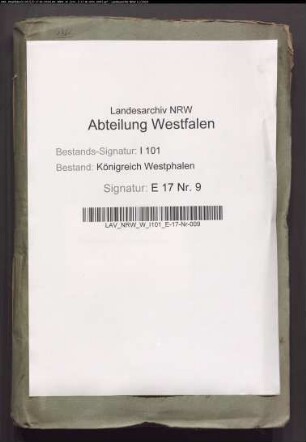 Landesarchiv NRW
Abteilung Westfalen
Bestands-Signatur: I 101
Bestand: Königreich Westphalen
Signatur: E 17 Nr. 9
LAV_NRW_W_I101_E-17-Nr-009